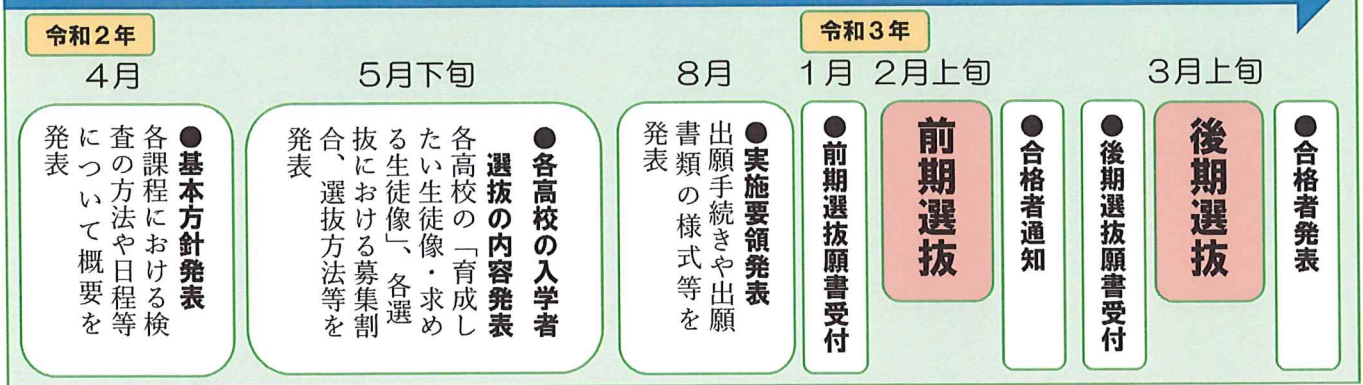 令和2年
4月
●基本方針発表
各課程における検
査の方法や日程等
について概要を
発表
5月下旬
●各高校の入学者
選抜の内容発表
各高校の「育成し
たい生徒像・求め
る生徒像」、各選
抜における募集割
合、選抜方法等を
発表
8月
●実施要領発表
出願手続きや出願
書類の様式等を
発表
令和3年
1月
●前期選抜願書受付
2月上旬
前期選抜
●合格者通知
●後期選抜願書受付
3月上旬
後期選抜
●合格者発表